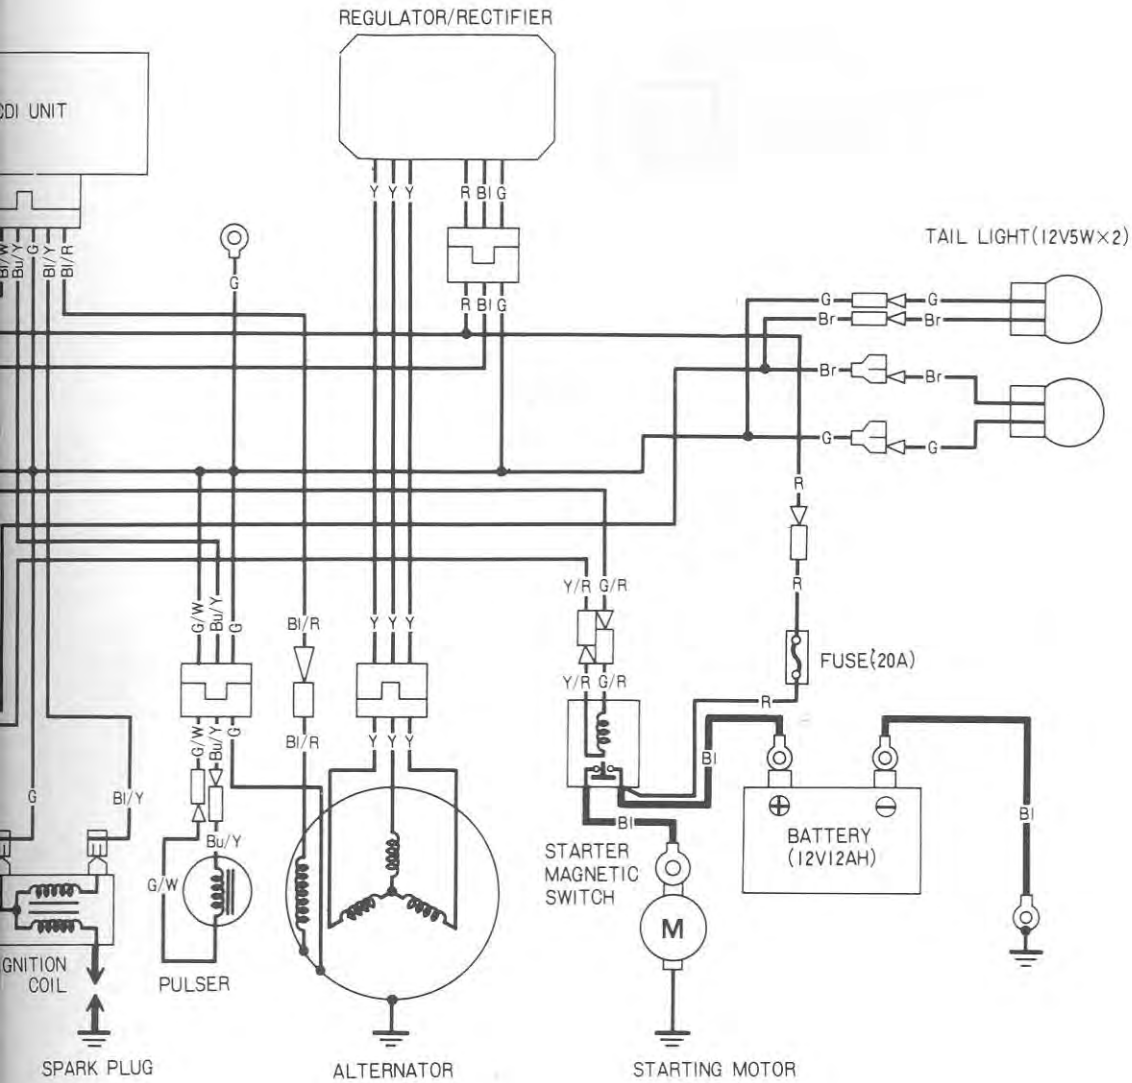 REGULATOR/RECTIFIER
CDI UNIT
Y Y Y
R Bl G
TAIL LIGHT(12V5W×2)
Bl/W
Bu/Y
G
Bl/Y
Bl/R
G
R Bl G
G G
Br Br
Br Br
G G
R
R
Y/R G/R
G/W
Bu/Y
G
Bl/R
Y Y Y
FUSE(20A)
Y/R G/R
R
G/W
Bu/Y
G
Bl/R
Y Y Y
Bl
G
Bl/Y
Bl
Bl
BATTERY
(12V12AH)
Bu/Y
G/W
STARTER
MAGNETIC
SWITCH
M
IGNITION
COIL
PULSER
SPARK PLUG
ALTERNATOR
STARTING MOTOR